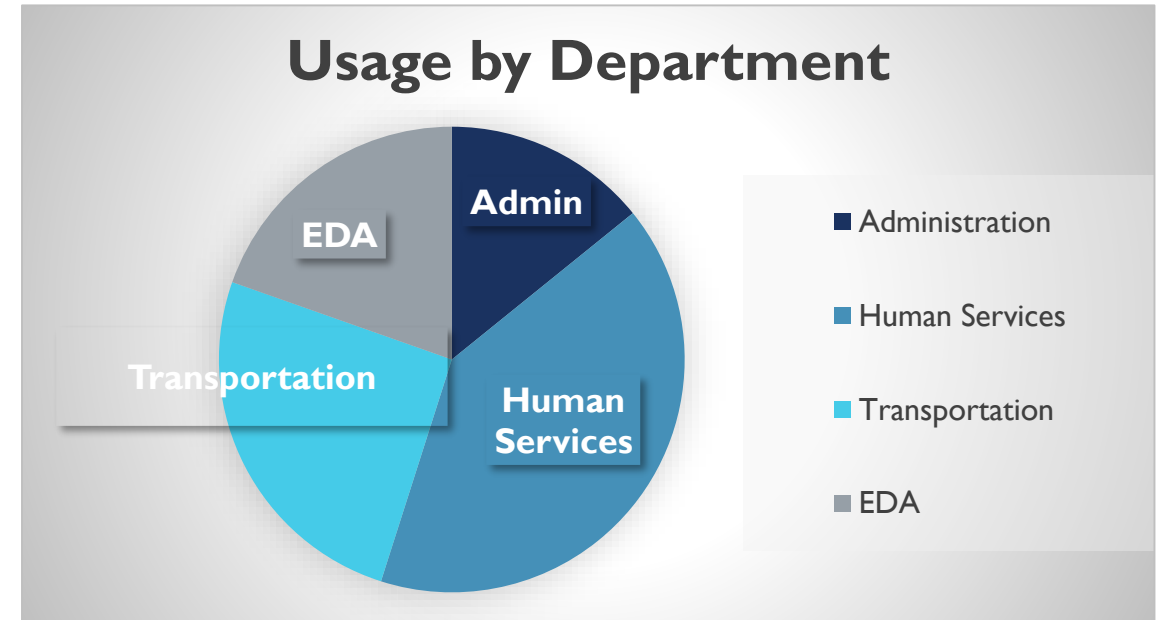 Usage by Department
Admin
EDA
Transportation
Human
Services
Administration
Human Services
Transportation
EDA